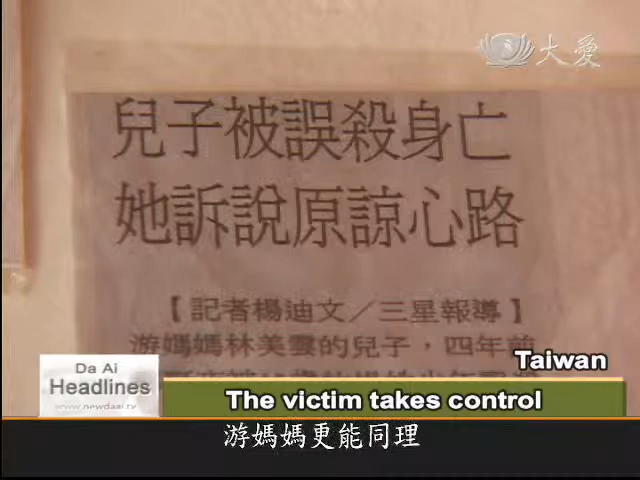 大愛
兒子被誤殺身亡
她訴說原諒心路
【記者楊迪文／三星報導】
游媽媽林美雲的兒子，四年前
Da Ai
Headlines
www.newdaai.tv
Taiwan
The victim takes control
游媽媽更能同理